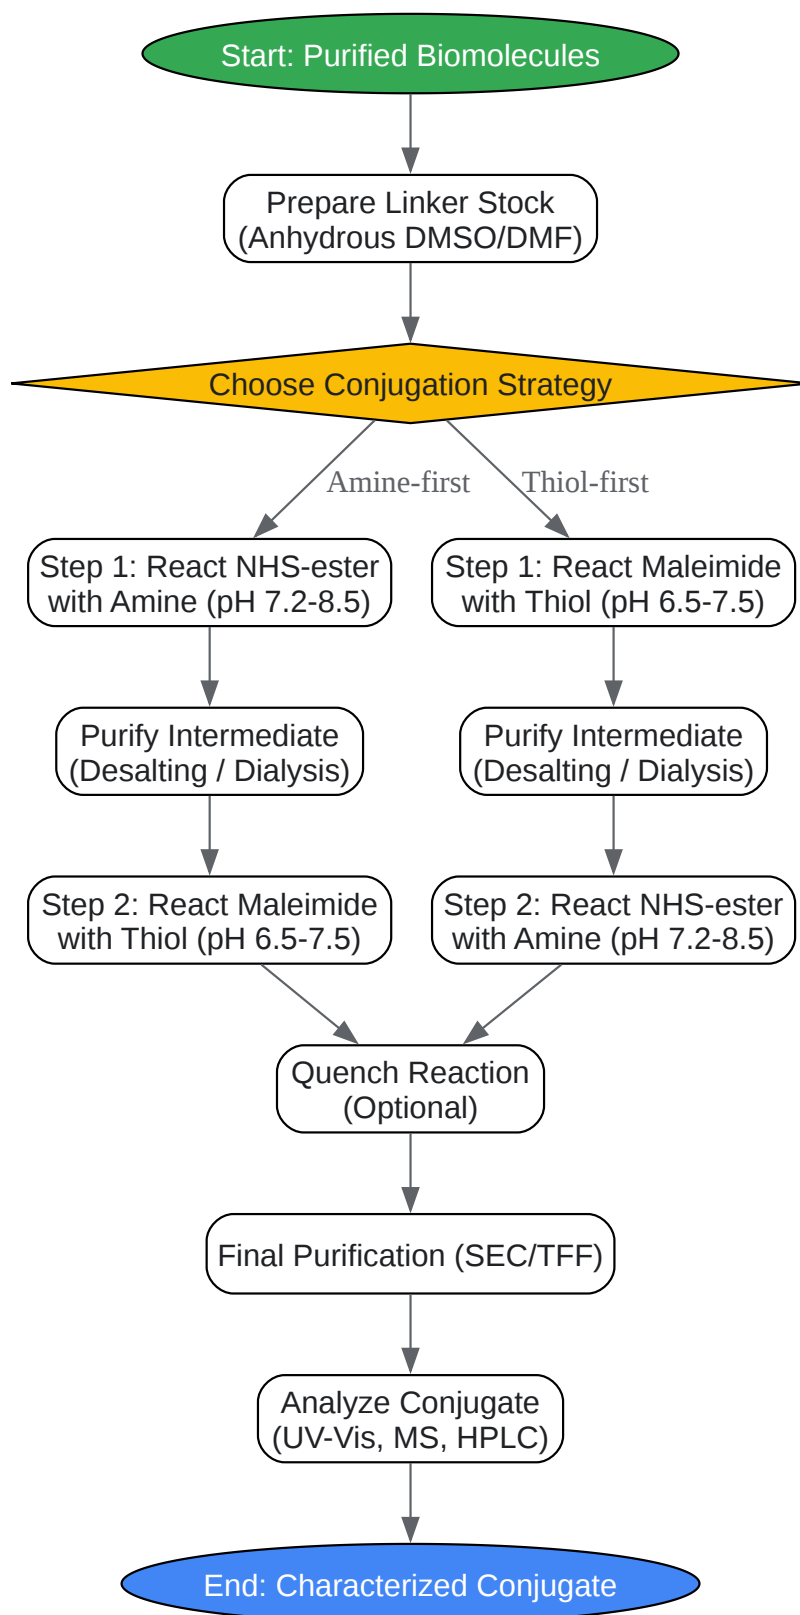 Start: Purified Biomolecules
Prepare Linker Stock
(Anhydrous DMSO/DMF)
Choose Conjugation Strategy
Amine-first
Thiol-first
Step 1: React NHS-ester
with Amine (pH 7.2-8.5)
Step 1: React Maleimide
with Thiol (pH 6.5-7.5)
Purify Intermediate
(Desalting / Dialysis)
Purify Intermediate
(Desalting / Dialysis)
Step 2: React Maleimide
with Thiol (pH 6.5-7.5)
Step 2: React NHS-ester
with Amine (pH 7.2-8.5)
Quench Reaction
(Optional)
Final Purification (SEC/TFF)
Analyze Conjugate
(UV-Vis, MS, HPLC)
End: Characterized Conjugate